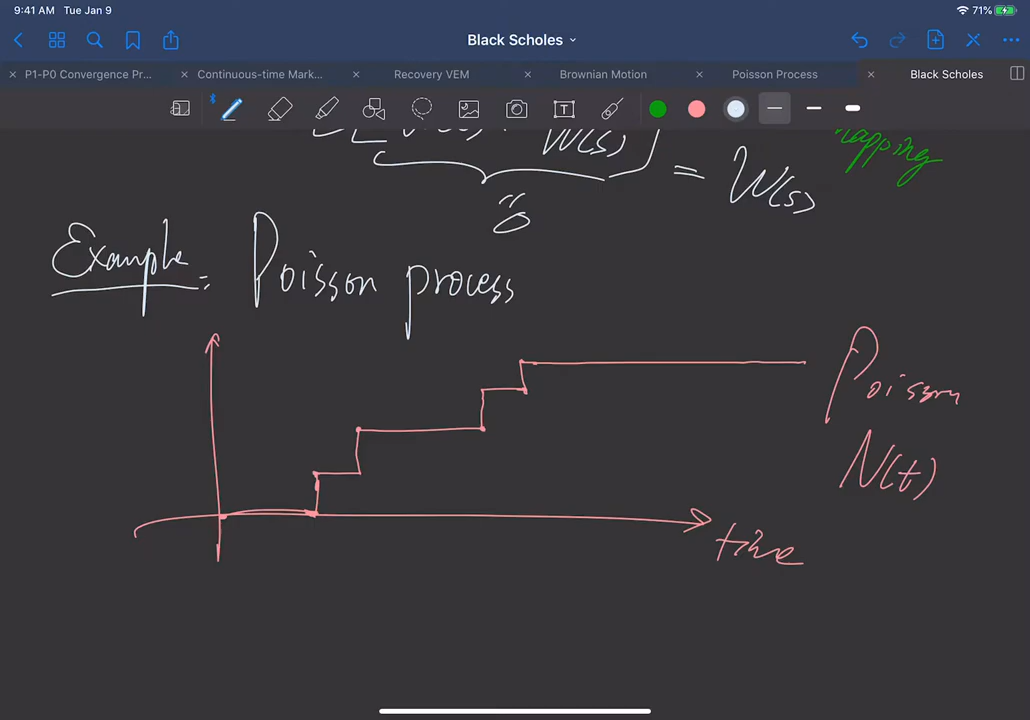 9:41 AM Tue Jan 9 71%
Black Scholes
P1-P0 Convergence Pr... Continuous-time Mark... Recovery VEM Brownian Motion Poisson Process Black Scholes
W(s)
= W(s)
0
Example: Poisson process
Poisson
N(t)
time